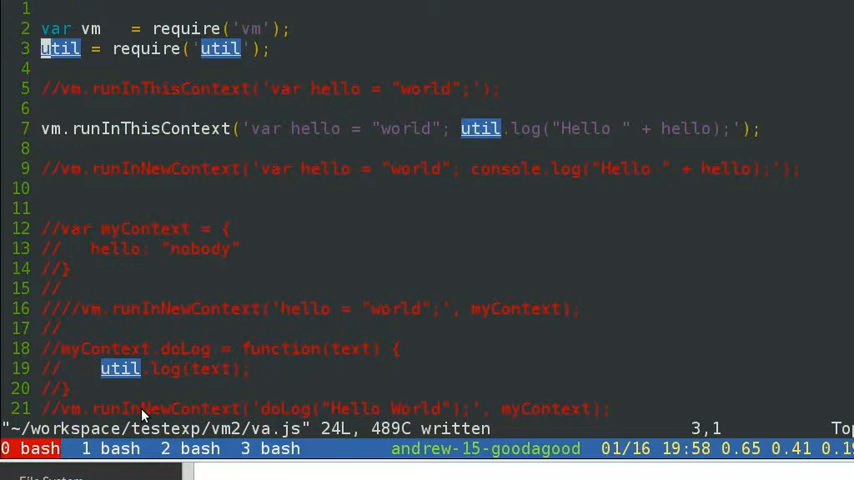 1
2 var vm   = require('vm');
3 util = require('util');
4
5 //vm.runInThisContext('var hello = "world";');
6
7 vm.runInThisContext('var hello = "world"; util.log("Hello " + hello);');
8
9 //vm.runInNewContext('var hello = "world"; console.log("Hello " + hello);');
10
11
12 //var myContext = {
13 //   hello: "nobody"
14 //}
15 //
16 ////vm.runInNewContext('hello = "world";', myContext);
17 //
18 //myContext.doLog = function(text) {
19 //    util.log(text);
20 //}
21 //vm.runInNewContext('doLog("Hello World");', myContext);
"~/workspace/testexp/vm2/va.js" 24L, 489C written 3,1 Top
0 bash 1 bash 2 bash 3 bash andrew-15-goodagood 01/16 19:58 0.65 0.41 0.19
File System